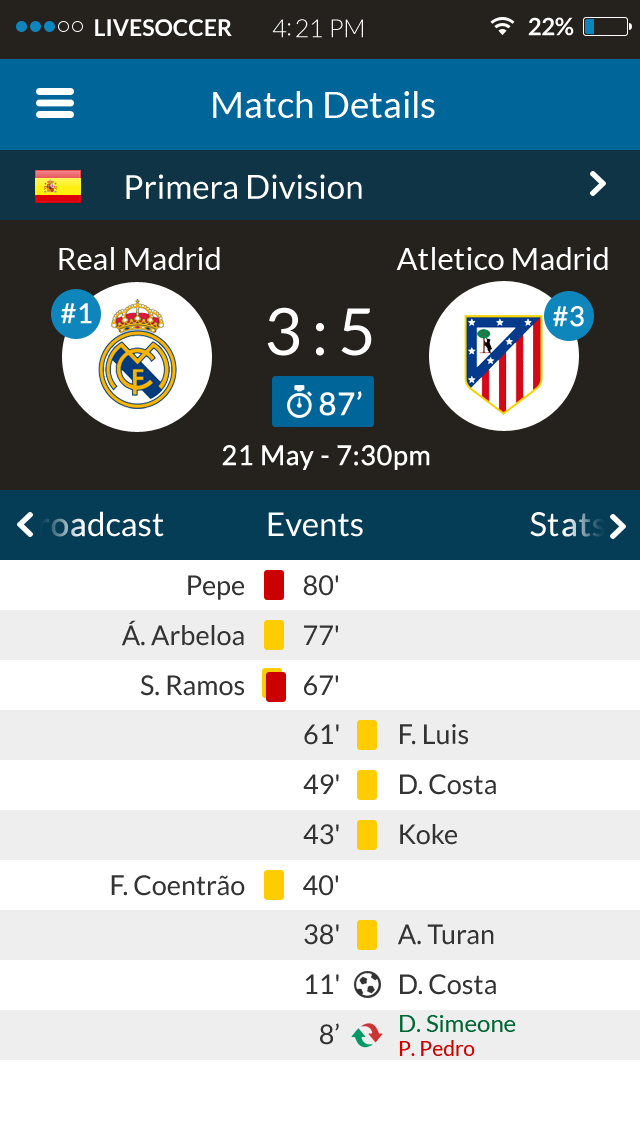 LIVESOCCER 4:21 PM 22%
Match Details
Primera Division
Real Madrid Atletico Madrid
#1 #3
3:5
87’
21 May - 7:30pm
roadcast Events Stats
Pepe 80'
Á. Arbeloa 77'
S. Ramos 67'
61' F. Luis
49' D. Costa
43' Koke
F. Coentrão 40'
38' A. Turan
11' D. Costa
8’ D. Simeone
P. Pedro